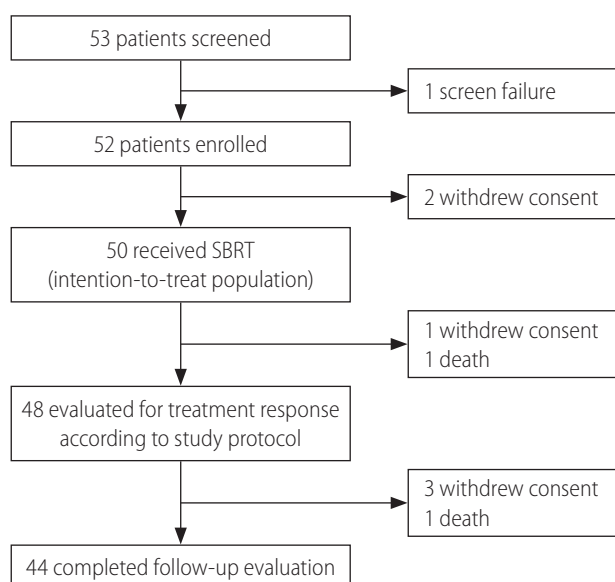 53 patients screened
1 screen failure
52 patients enrolled
2 withdrew consent
50 received SBRT
(intention-to-treat population)
1 withdrew consent
1 death
48 evaluated for treatment response
according to study protocol
3 withdrew consent
1 death
44 completed follow-up evaluation